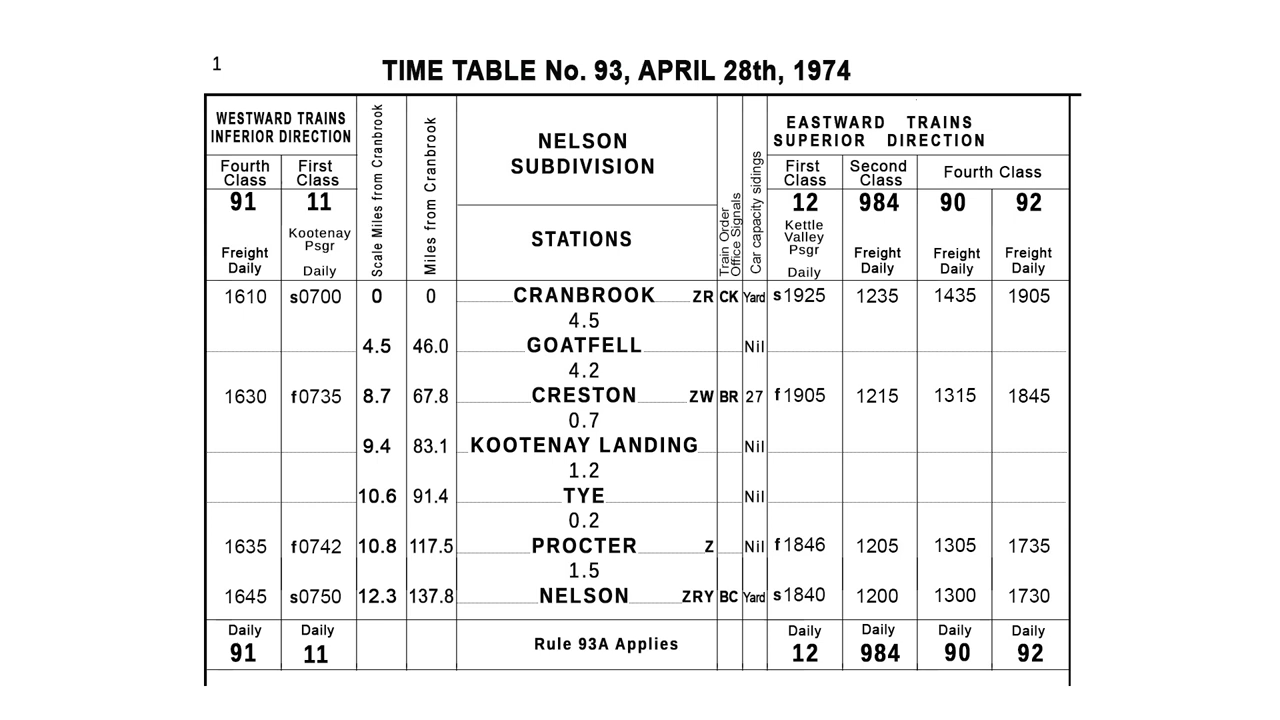 1
TIME TABLE No. 93, APRIL 28th, 1974
WESTWARD TRAINS
INFERIOR DIRECTION
Scale Miles from Cranbrook
Miles from Cranbrook
NELSON
SUBDIVISION
Train Order
Office Signals
Car capacity sidings
EASTWARD TRAINS
SUPERIOR DIRECTION
Fourth Class First Class First Class Second Class Fourth Class
91 11 12 984 90 92
STATIONS
Freight Daily Kootenay Psgr Daily Kettle Valley Psgr Daily Freight Daily Freight Daily Freight Daily
1610 s0700 0 0 CRANBROOK ZR CK Yard s1925 1235 1435 1905
4.5
4.5 46.0 GOATFELL Nil
4.2
1630 f0735 8.7 67.8 CRESTON ZW BR 27 f1905 1215 1315 1845
0.7
9.4 83.1 KOOTENAY LANDING Nil
1.2
10.6 91.4 TYE Nil
0.2
1635 f0742 10.8 117.5 PROCTER Z Nil f1846 1205 1305 1735
1.5
1645 s0750 12.3 137.8 NELSON ZRY BC Yard s1840 1200 1300 1730
Daily Daily Daily Daily Daily Daily
Rule 93A Applies
91 11 12 984 90 92